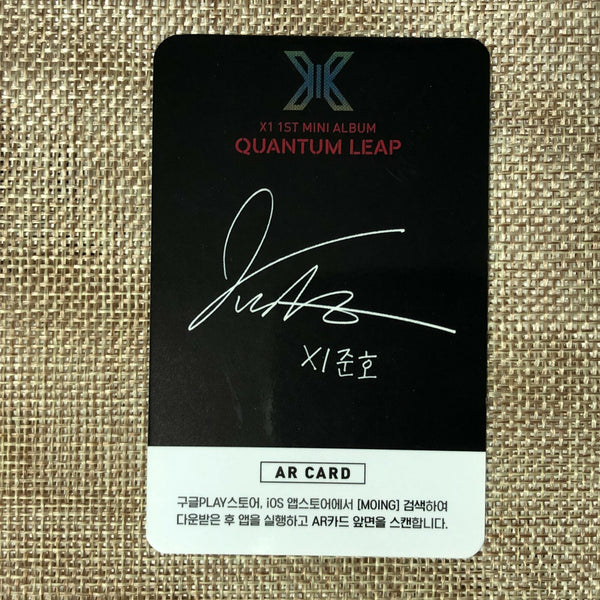 X1 1ST MINI ALBUM
QUANTUM LEAP
X1 준호
AR CARD
구글PLAY스토어, iOS 앱스토어에서 [MOING] 검색하여
다운받은 후 앱을 실행하고 AR카드 앞면을 스캔합니다.